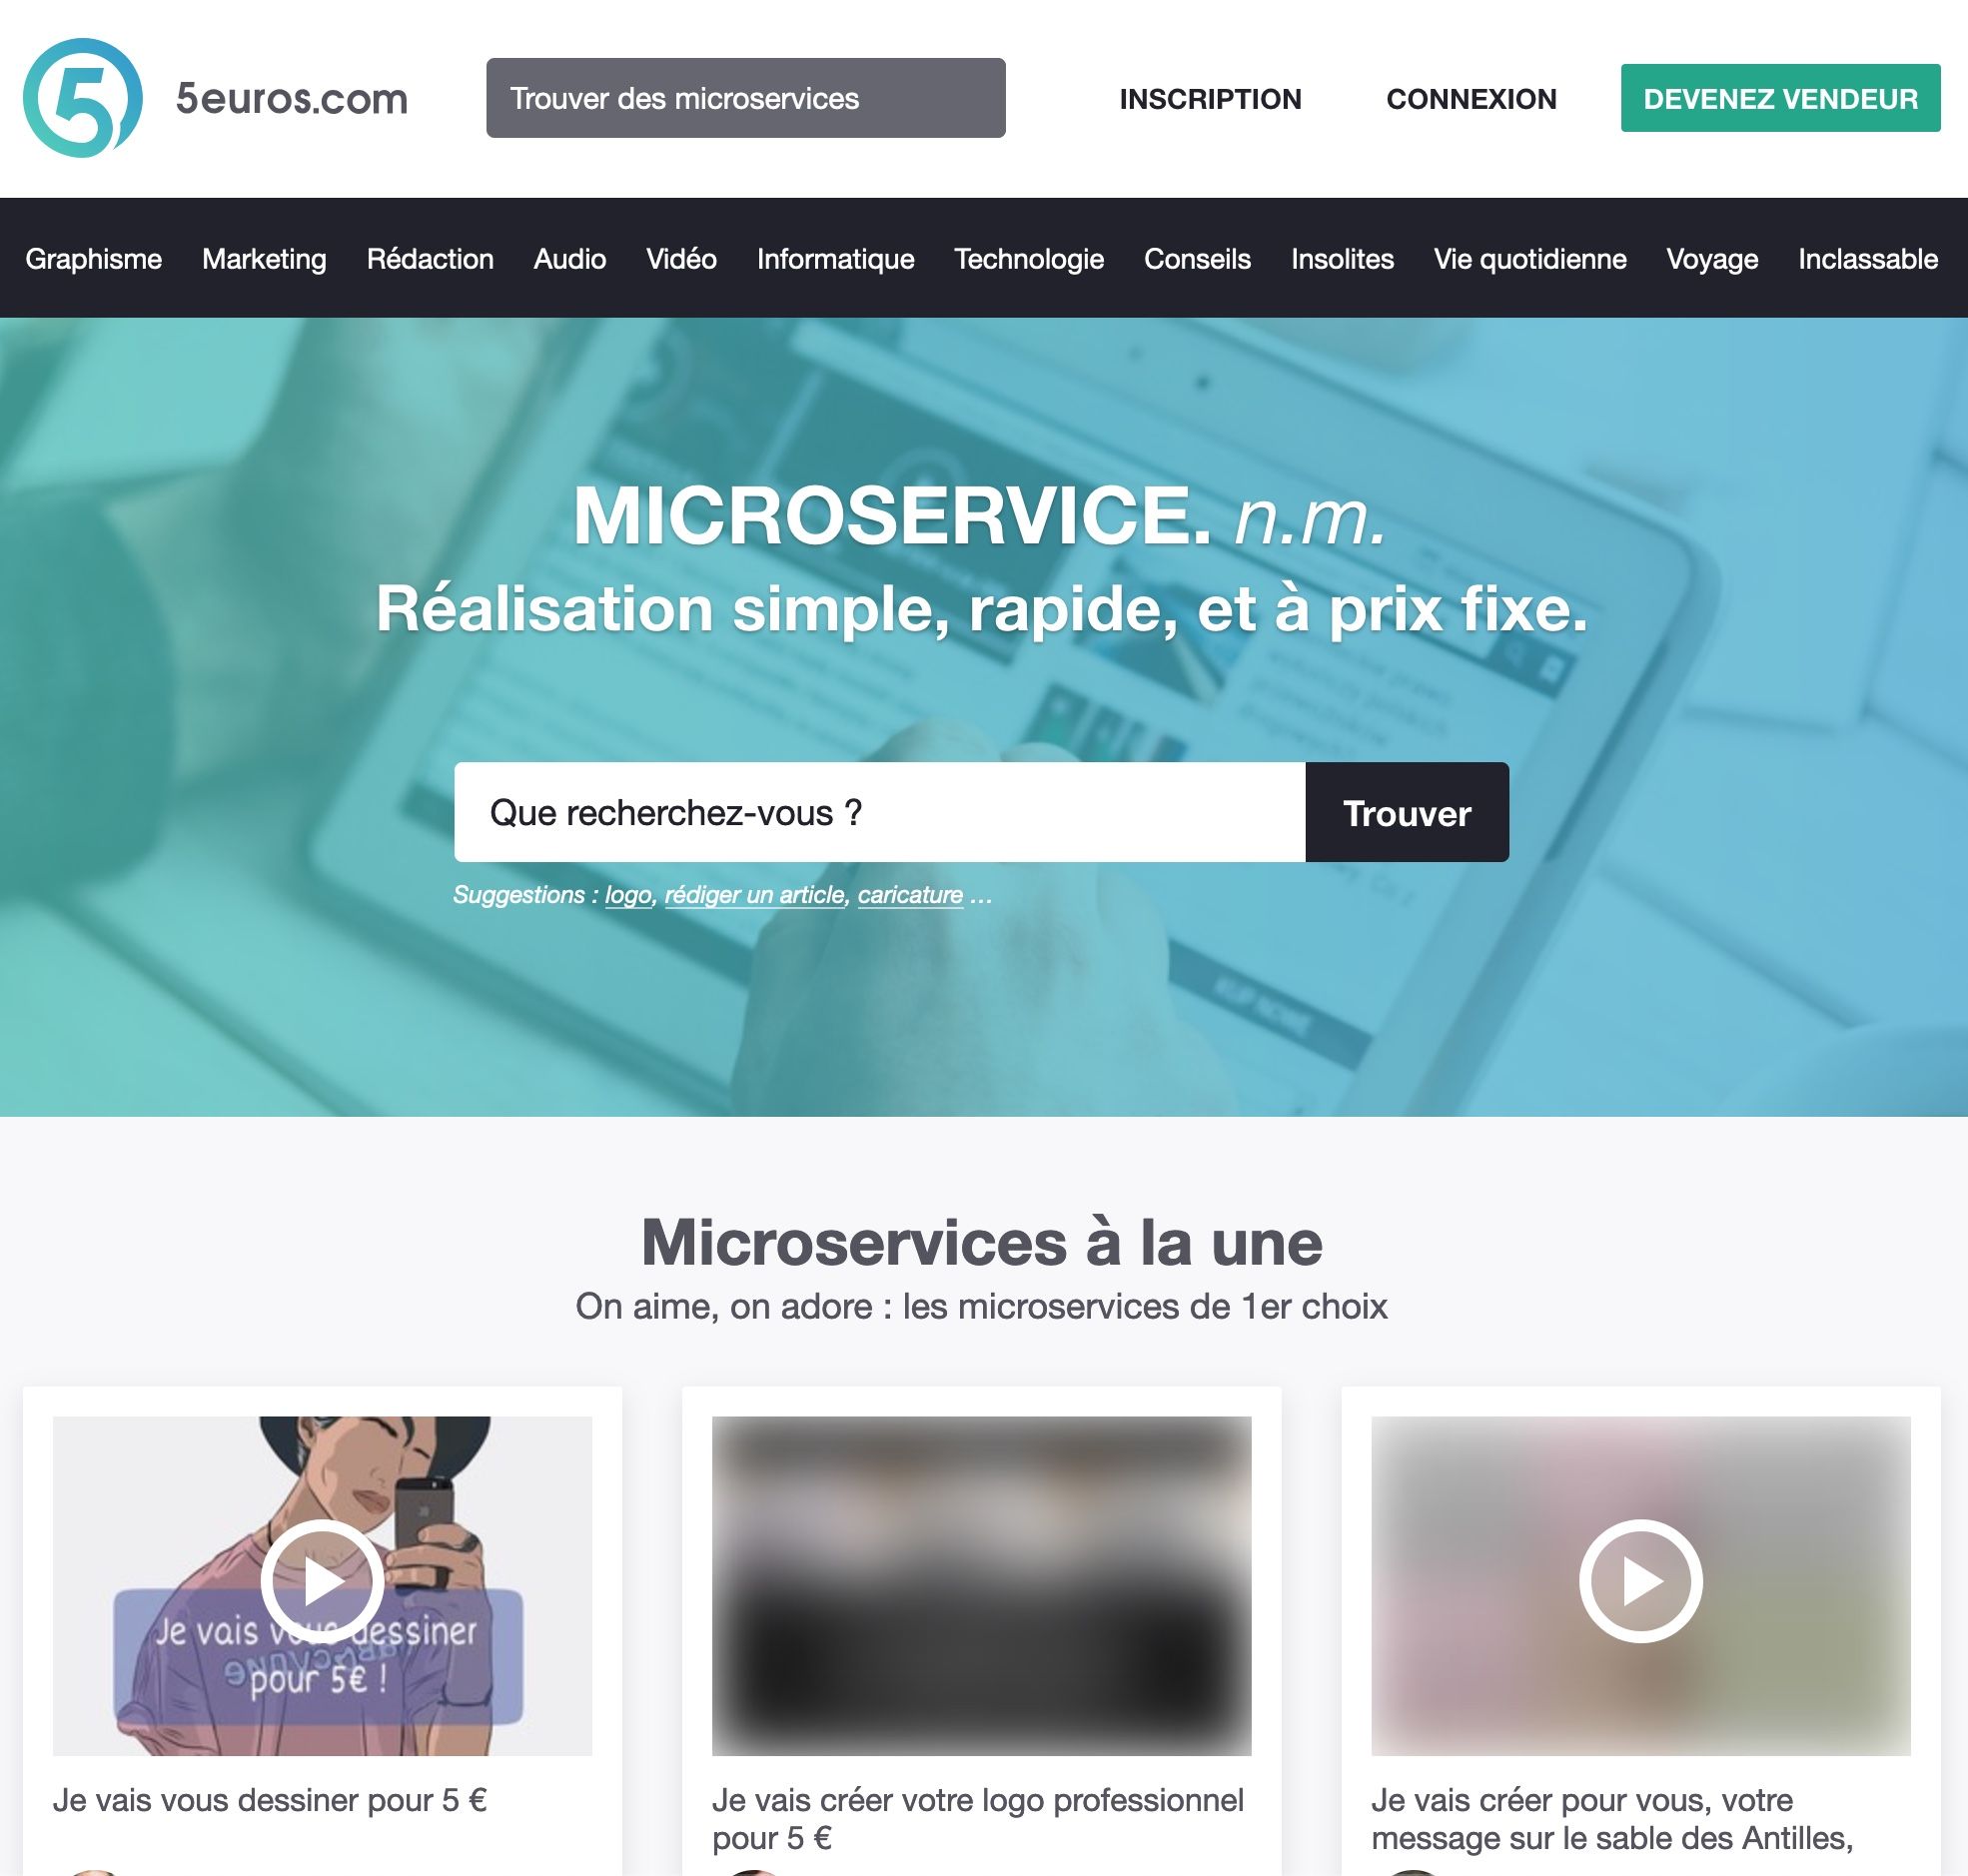 5 5euros.com
Trouver des microservices
INSCRIPTION
CONNEXION
DEVENEZ VENDEUR
Graphisme Marketing Rédaction Audio Vidéo Informatique Technologie Conseils Insolites Vie quotidienne Voyage Inclassable
MICROSERVICE. n.m.
Réalisation simple, rapide, et à prix fixe.
Que recherchez-vous ?
Trouver
Suggestions : logo, rédiger un article, caricature ...
Microservices à la une
On aime, on adore : les microservices de 1er choix
Je vais vous dessiner
pour 5€ !
Je vais vous dessiner pour 5 €
Je vais créer votre logo professionnel
pour 5 €
Je vais créer pour vous, votre
message sur le sable des Antilles,